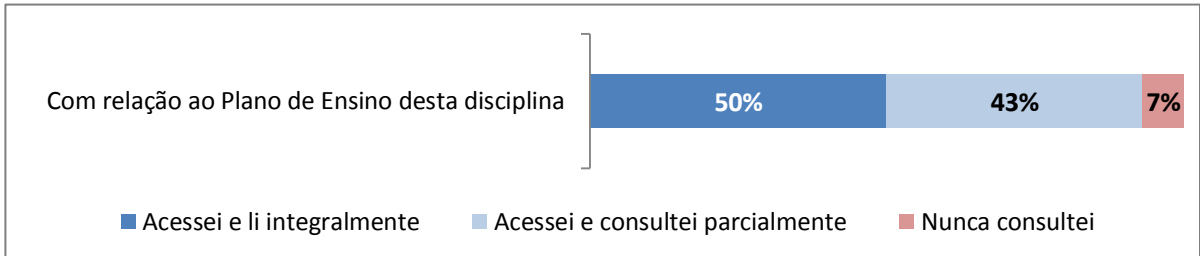 Com relação ao Plano de Ensino desta disciplina
50% 43% 7%
Acessei e li integralmente Acessei e consultei parcialmente Nunca consultei